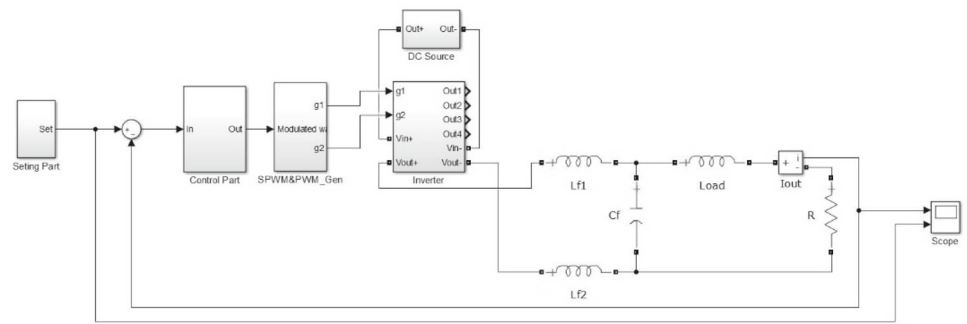 Out+
Out-
DC Source
Set
Seting Part
+
-
In
Out
Control Part
g1
Modulated wa
g2
SPWM&PWM_Gen
g1
g2
Vin+
Vout+
Out1
Out2
Out3
Out4
Vin-
Vout-
Inverter
+
Lf1
+
Load
+
i
-
Iout
+
Cf
+
R
+
Lf2
Scope